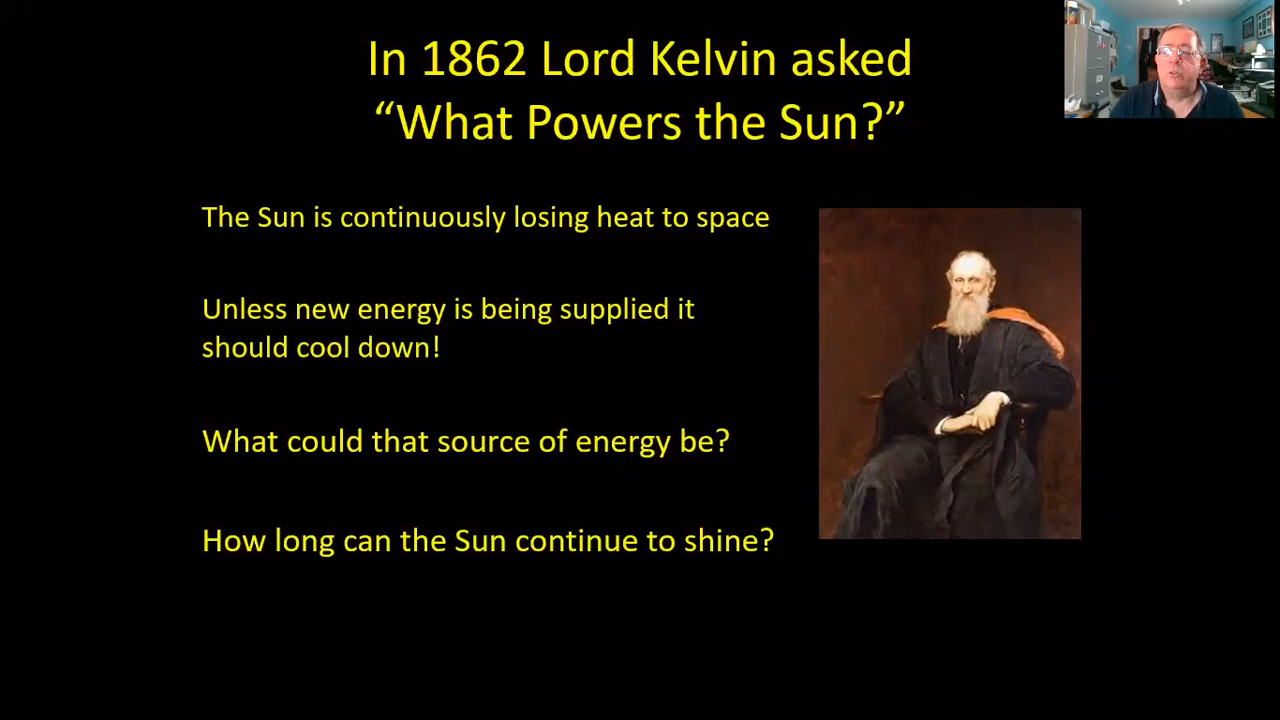 In 1862 Lord Kelvin asked
“What Powers the Sun?”
The Sun is continuously losing heat to space
Unless new energy is being supplied it
should cool down!
What could that source of energy be?
How long can the Sun continue to shine?